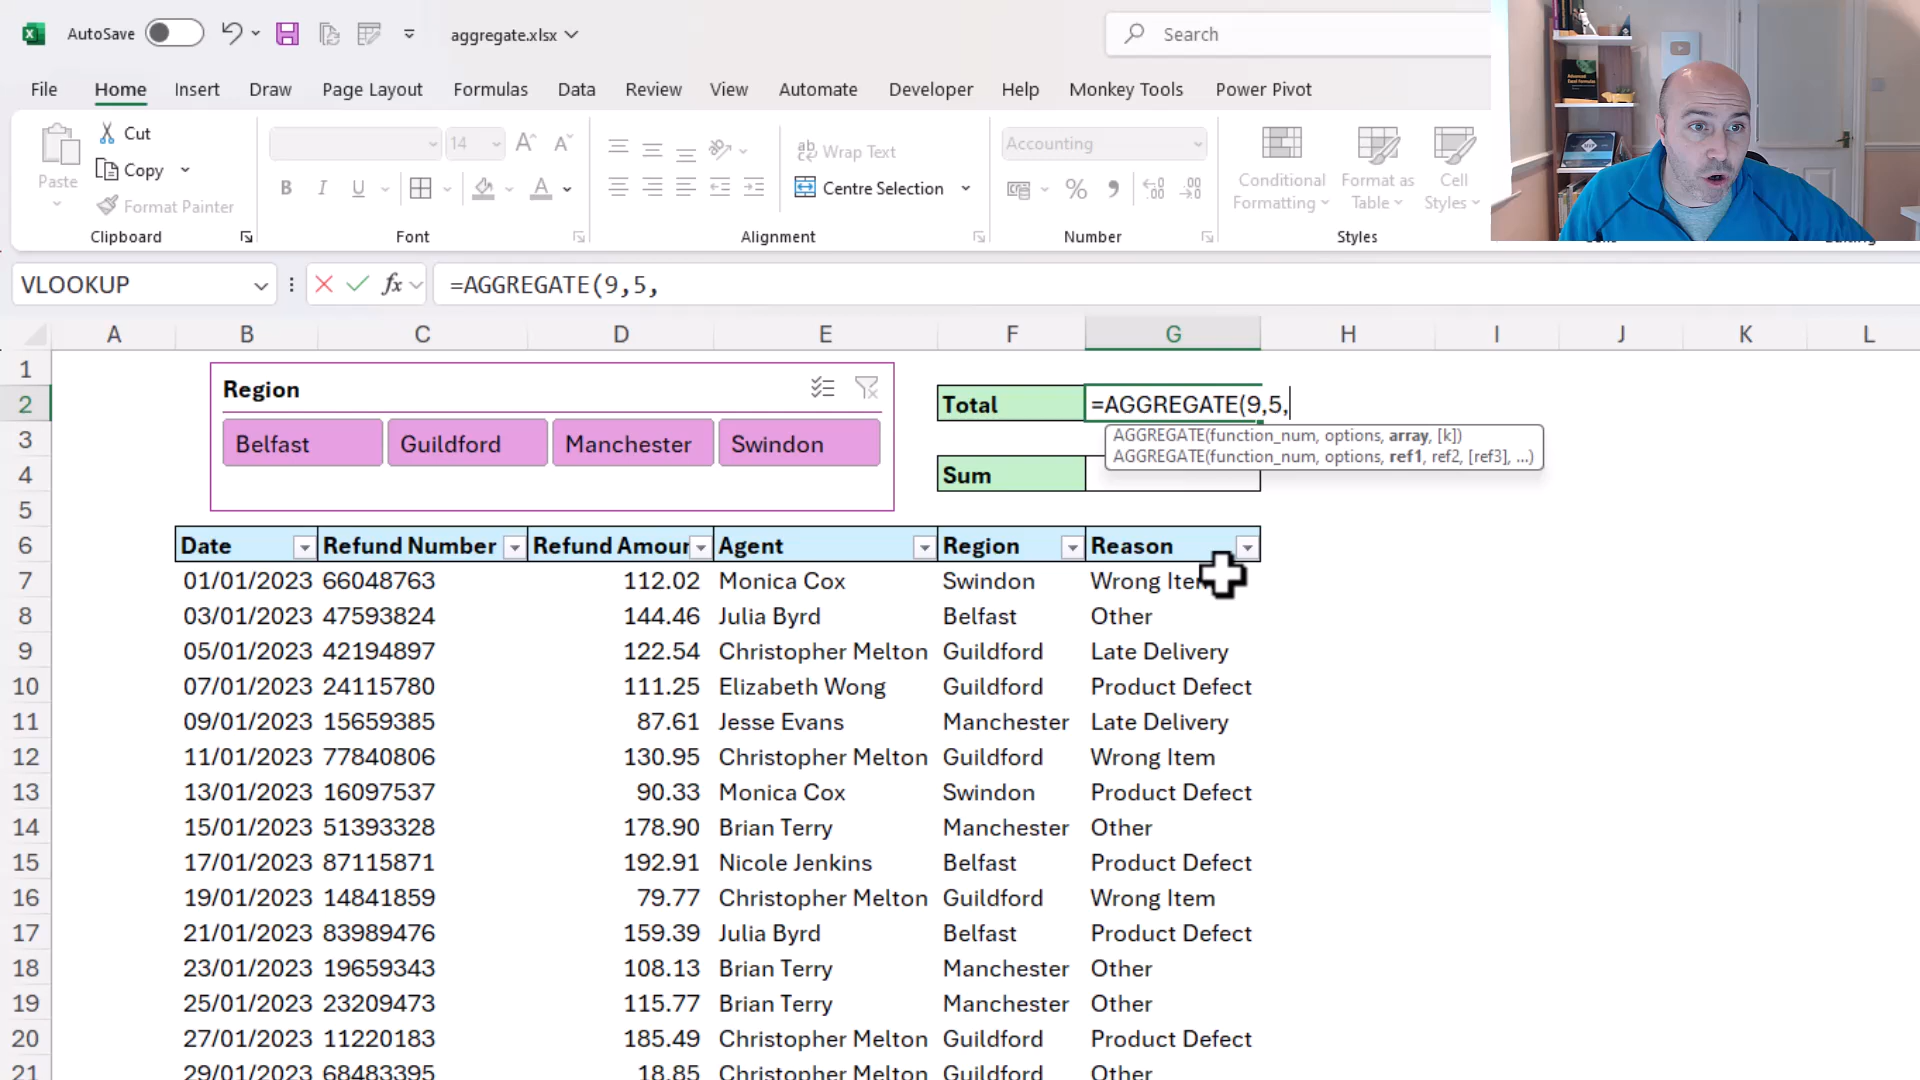 AutoSave aggregate.xlsx Search
File Home Insert Draw Page Layout Formulas Data Review View Automate Developer Help Monkey Tools Power Pivot
Paste Cut Copy Format Painter
Clipboard
14
B I U A
Font
ab Wrap Text
Centre Selection
Alignment
Accounting
%
Number
Conditional Formatting
Format as Table
Cell Styles
Styles
VLOOKUP fx =AGGREGATE(9,5,
A B C D E F G H I J K L
1
Region
2 Total =AGGREGATE(9,5,
AGGREGATE(function_num, options, array, [k])
AGGREGATE(function_num, options, ref1, ref2, [ref3], ...)
3 Belfast Guildford Manchester Swindon
4 Sum
5
6 Date Refund Number Refund Amour Agent Region Reason
7 01/01/2023 66048763 112.02 Monica Cox Swindon Wrong Item
8 03/01/2023 47593824 144.46 Julia Byrd Belfast Other
9 05/01/2023 42194897 122.54 Christopher Melton Guildford Late Delivery
10 07/01/2023 24115780 111.25 Elizabeth Wong Guildford Product Defect
11 09/01/2023 15659385 87.61 Jesse Evans Manchester Late Delivery
12 11/01/2023 77840806 130.95 Christopher Melton Guildford Wrong Item
13 13/01/2023 16097537 90.33 Monica Cox Swindon Product Defect
14 15/01/2023 51393328 178.90 Brian Terry Manchester Other
15 17/01/2023 87115871 192.91 Nicole Jenkins Belfast Product Defect
16 19/01/2023 14841859 79.77 Christopher Melton Guildford Wrong Item
17 21/01/2023 83989476 159.39 Julia Byrd Belfast Product Defect
18 23/01/2023 19659343 108.13 Brian Terry Manchester Other
19 25/01/2023 23209473 115.77 Brian Terry Manchester Other
20 27/01/2023 11220183 185.49 Christopher Melton Guildford Product Defect
21 29/01/2023 68483395 18.85 Christopher Melton Guildford Other